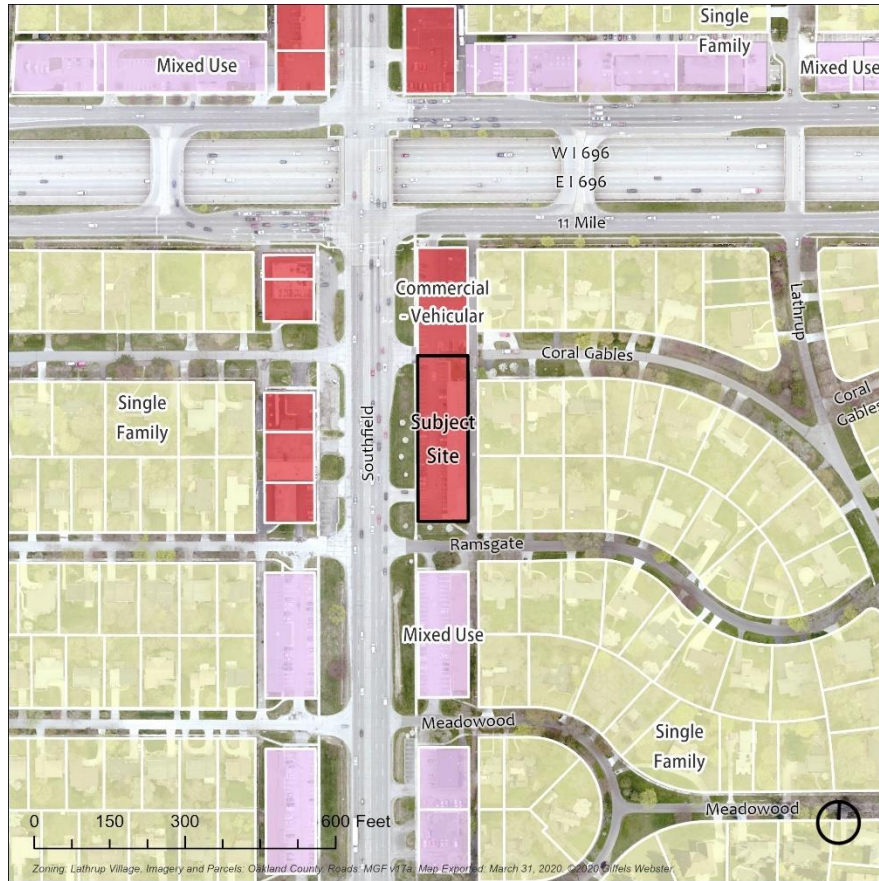 Single
Family
Mixed Use
Mixed Use
W I 696
E I 696
11 Mile
Commercial
- Vehicular
Lathrup
Coral Gables
Coral
Gables
Single
Family
Southfield
Subject
Site
Ramsgate
Mixed Use
Meadowood
Single
Family
Meadowood
0 150 300 600 Feet
Zoning: Lathrup Village, Imagery and Parcels: Oakland County, Roads: MGF v17a, Map Exported: March 31, 2020. ©2020 Giffels Webster.